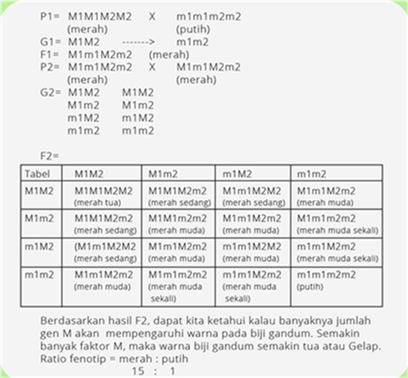 P1= M1M1M2M2 X m1m1m2m2
(merah) (putih)
G1= M1M2 -------> m1m2
F1= M1m1M2m2 (merah)
P2= M1m1M2m2 X M1m1M2m2
(merah) (merah)
G2= M1M2 M1M2
M1m2 M1m2
m1M2 m1M2
m1m2 m1m2
F2=
Tabel M1M2 M1m2 m1M2 m1m2
M1M2 M1M1M2M2 M1M1M2m2 M1m1M2M2 M1m1M2m2
(merah tua) (merah sedang) (merah sedang) (merah muda)
M1m2 M1M1M2m2 M1M1m2m2 M1m1M2m2 M1m1m2m2
(merah sedang) (merah muda) (merah muda) (merah muda sekali)
m1M2 (M1m1M2M2 M1m1M2m2 m1m1M2M2 m1m1M2m2
(merah sedang) (merah muda) (merah muda) (merah muda sekali)
m1m2 M1m1M2m2 M1m1m2m2 m1m1M2m2 m1m1m2m2
(merah muda) (merah muda (merah muda (putih)
sekali) sekali)
Berdasarkan hasil F2, dapat kita ketahui kalau banyaknya jumlah
gen M akan mempengaruhi warna pada biji gandum. Semakin
banyak faktor M, maka warna biji gandum semakin tua atau Gelap.
Ratio fenotip = merah : putih
15 : 1